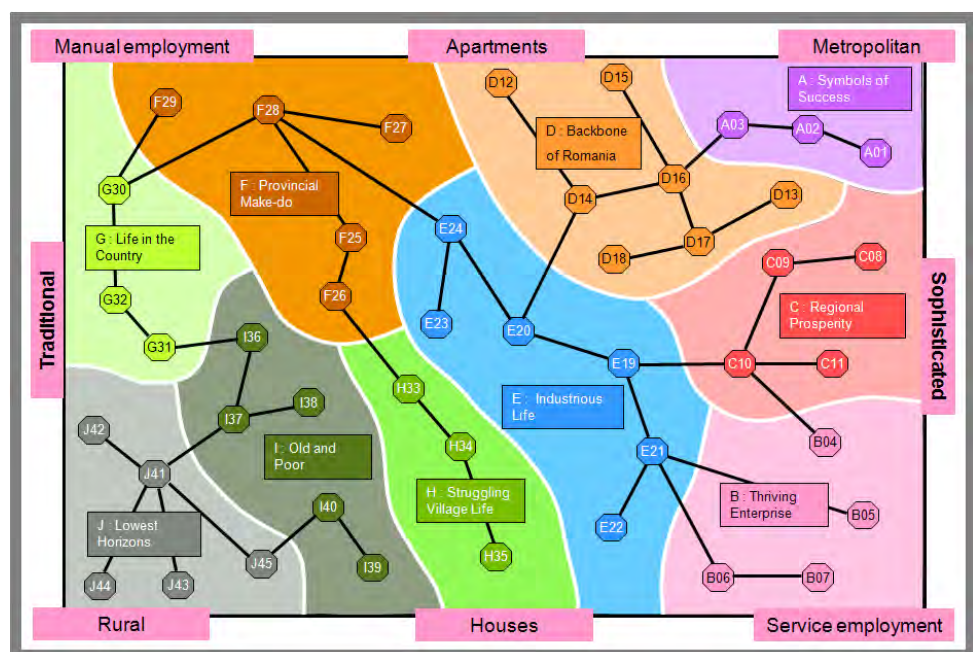 Manual employment
Apartments
Metropolitan
D12
D15
A : Symbols of
Success
F29
F28
F27
A03
A02
A01
D : Backbone
of Romania
F : Provincial
Make-do
G30
D16
D14
D13
G : Life in the
Country
F25
E24
D17
D18
C09
C08
Traditional
Sophisticated
G32
F26
E23
E20
C : Regional
Prosperity
G31
I36
E19
C10
C11
H33
E : Industrious
Life
I38
I37
J42
I : Old and
Poor
H34
E21
B04
J41
H : Struggling
Village Life
B : Thriving
Enterprise
J : Lowest
Horizons
I40
E22
B05
J45
I39
H35
J44
J43
B06
B07
Rural
Houses
Service employment